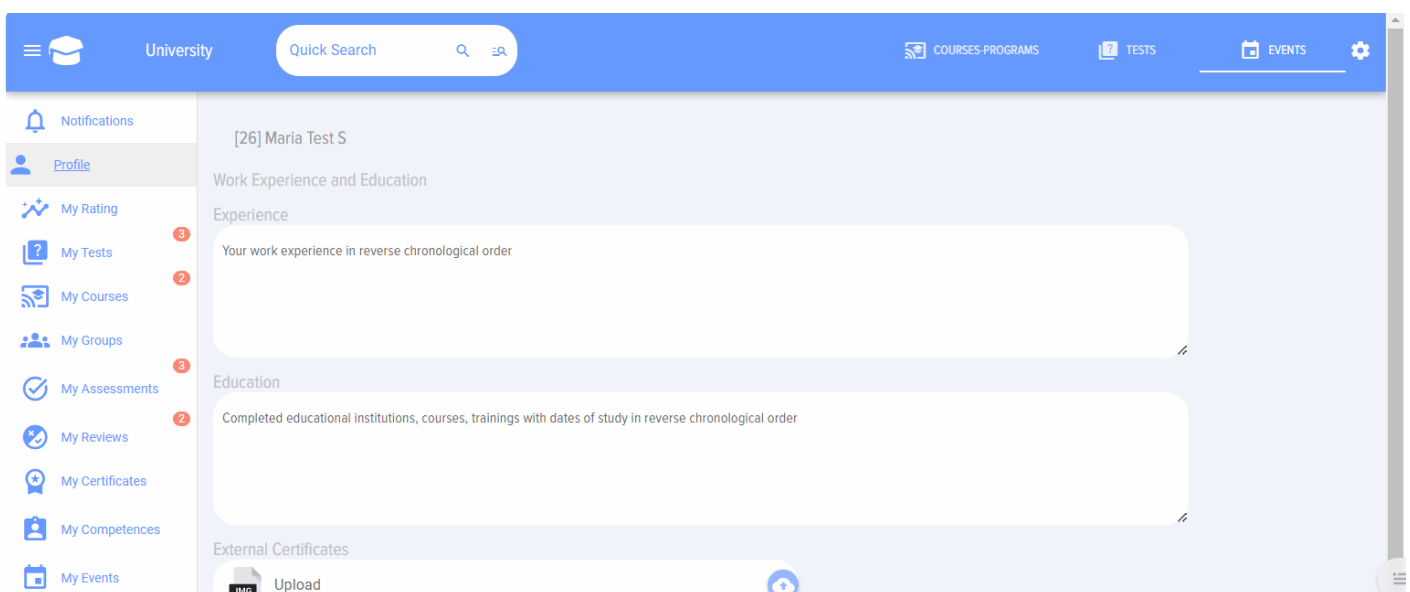 University
Quick Search
COURSES-PROGRAMS
TESTS
EVENTS
Notifications
Profile
My Rating
3
My Tests
2
My Courses
My Groups
3
My Assessments
2
My Reviews
My Certificates
My Competences
My Events
[26] Maria Test S
Work Experience and Education
Experience
Your work experience in reverse chronological order
Education
Completed educational institutions, courses, trainings with dates of study in reverse chronological order
External Certificates
IMG
Upload